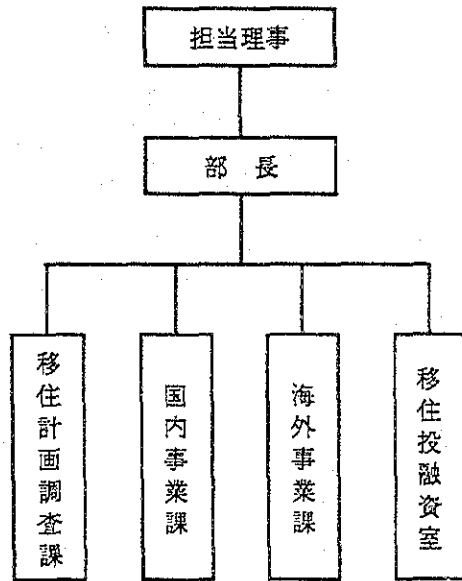 担当理事
部 長
移住計画調査課
国内事業課
海外事業課
移住投融資室